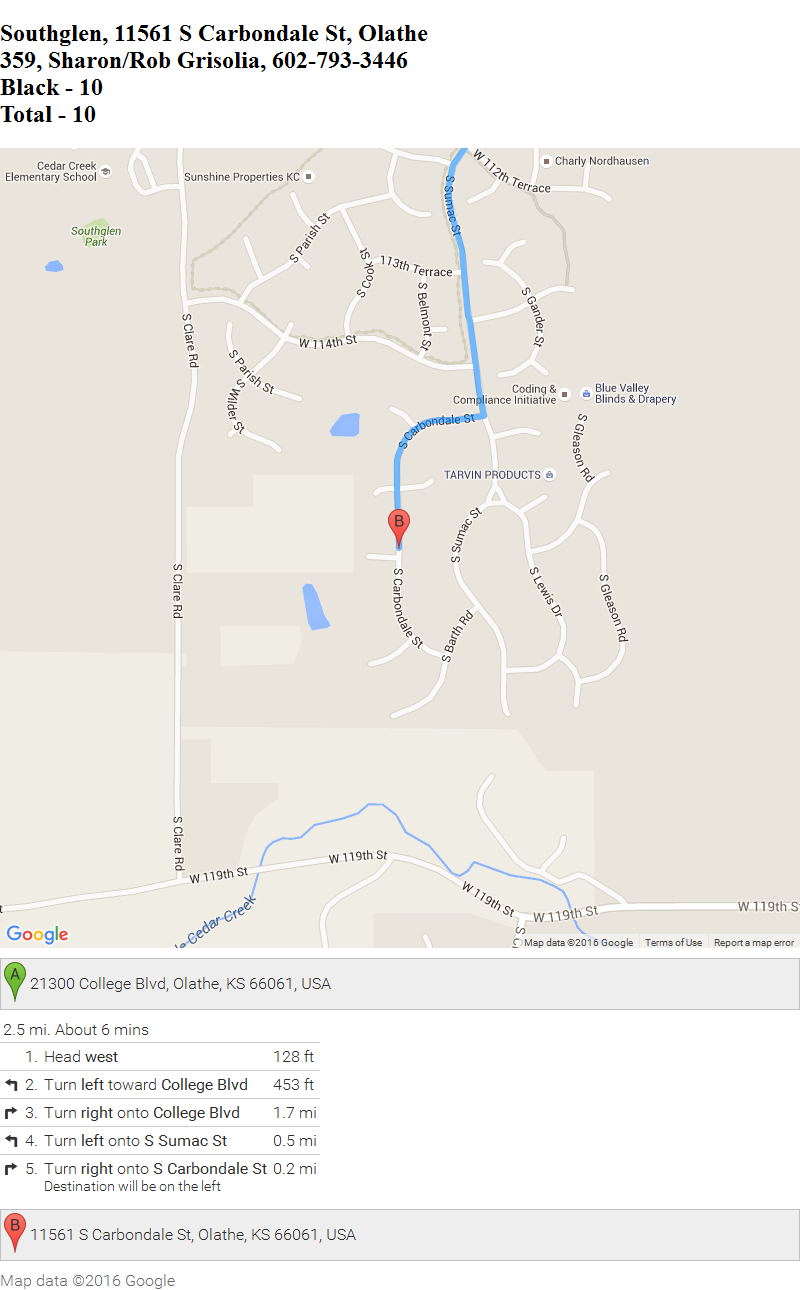 Southglen, 11561 S Carbondale St, Olathe
359, Sharon/Rob Grisolia, 602-793-3446
Black - 10
Total - 10
W 112th Terrace
Charly Nordhausen
Cedar Creek
Elementary School
Sunshine Properties KC
S Sumac St
S Parish St
Southglen
Park
S Cook St
113th Terrace
S Belmont St
S Gander St
S Clare Rd
W 114th St
S Parish St
S Wilder St
Coding &
Compliance Initiative
Blue Valley
Blinds & Drapery
S Carbondale St
S Gleason Rd
TARVIN PRODUCTS
S Sumac St
S Clare Rd
S Carbondale St
S Lewis Dr
S Gleason Rd
S Barth Rd
S Clare Rd
W 119th St
W 119th St
W 119th St
W 119th St
W 119th S
e Cedar Creek
S C
Google
Map data ©2016 Google
Terms of Use
Report a map error
B
A
21300 College Blvd, Olathe, KS 66061, USA
2.5 mi. About 6 mins
1. Head west 128 ft
2. Turn left toward College Blvd 453 ft
3. Turn right onto College Blvd 1.7 mi
4. Turn left onto S Sumac St 0.5 mi
5. Turn right onto S Carbondale St 0.2 mi
Destination will be on the left
B
11561 S Carbondale St, Olathe, KS 66061, USA
Map data ©2016 Google